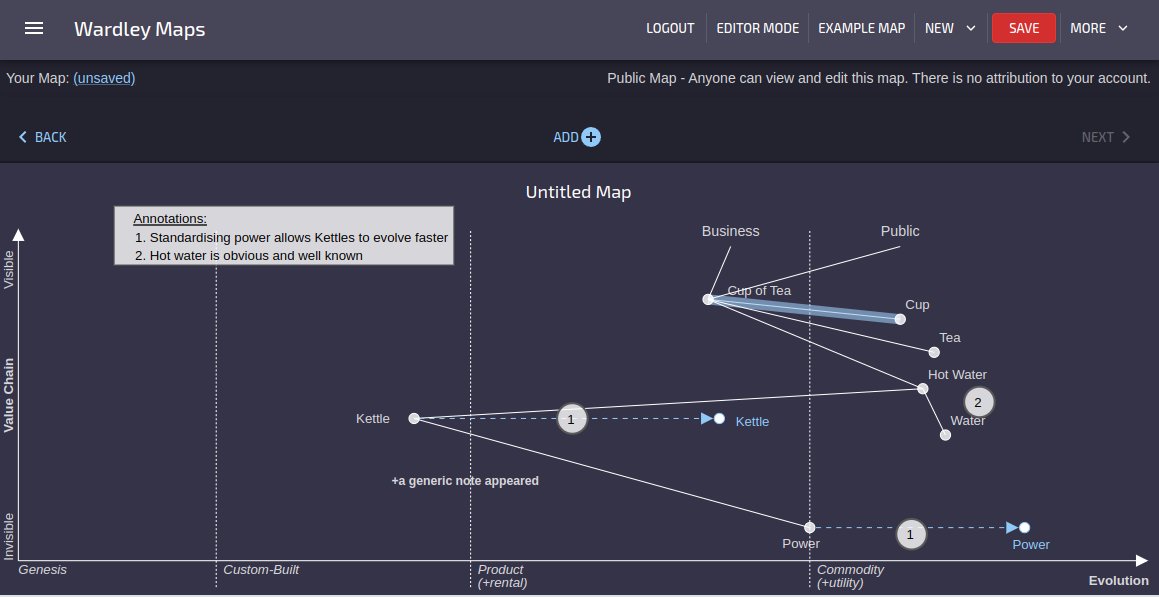 Wardley Maps
LOGOUT
EDITOR MODE
EXAMPLE MAP
NEW
SAVE
MORE
Your Map: (unsaved)
Public Map - Anyone can view and edit this map. There is no attribution to your account.
BACK
ADD
NEXT
Untitled Map
Annotations:
1. Standardising power allows Kettles to evolve faster
2. Hot water is obvious and well known
Business
Public
Visible
Cup of Tea
Cup
Tea
Hot Water
2
Value Chain
Kettle
1
Kettle
Water
+a generic note appeared
Invisible
Power
1
Power
Genesis
Custom-Built
Product
(+rental)
Commodity
(+utility)
Evolution